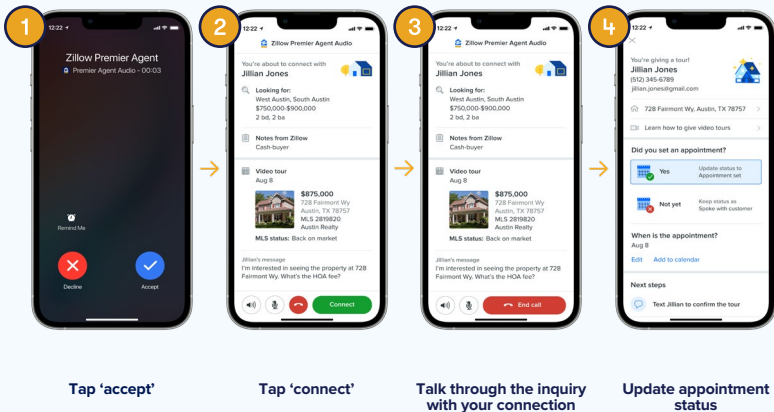 1
12:22
Zillow Premier Agent
Premier Agent Audio - 00:03
Remind Me
Decline
Accept
Tap ‘accept’
2
12:22
Zillow Premier Agent Audio
You're about to connect with
Jillian Jones
Looking for:
West Austin, South Austin
$750,000-$900,000
2 bd, 2 ba
Notes from Zillow
Cash-buyer
Video tour
Aug 8
$875,000
728 Fairmont Wy
Austin, TX 78757
MLS 2819820
Austin Realty
MLS status: Back on market
Jillian's message
I'm interested in seeing the property at 728
Fairmont Wy. What's the HOA fee?
Connect
Tap ‘connect’
3
12:22
Zillow Premier Agent Audio
You're about to connect with
Jillian Jones
Looking for:
West Austin, South Austin
$750,000-$900,000
2 bd, 2 ba
Notes from Zillow
Cash-buyer
Video tour
Aug 8
$875,000
728 Fairmont Wy
Austin, TX 78757
MLS 2819820
Austin Realty
MLS status: Back on market
Jillian's message
I'm interested in seeing the property at 728
Fairmont Wy. What's the HOA fee?
End call
Talk through the inquiry
with your connection
4
12:22
You're giving a tour!
Jillian Jones
(512) 345-6789
jillian.jones@gmail.com
728 Fairmont Wy, Austin, TX 78757
Learn how to give video tours
Did you set an appointment?
Yes
Update status to
Appointment set
Not yet
Keep status as
Spoke with customer
When is the appointment?
Aug 8
Edit Add to calendar
Next steps
Text Jillian to confirm the tour
Update appointment
status